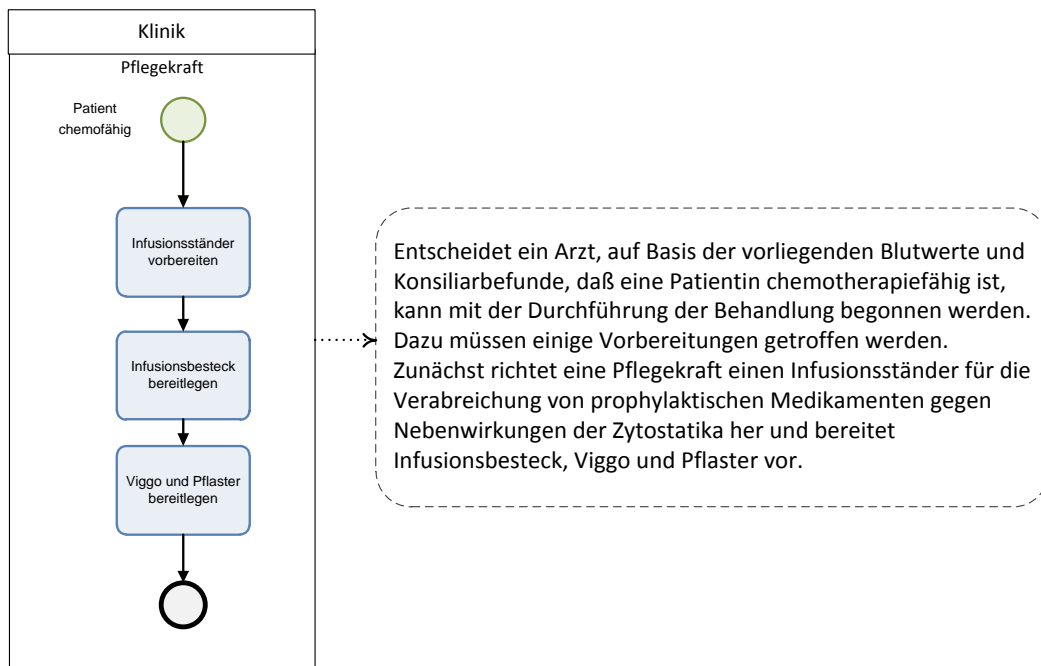 Klinik
Pflegekraft
Patient
chemofähig
Infusionsständer
vorbereiten
Infusionsbesteck
bereitlegen
Viggo und Pflaster
bereitlegen
Entscheidet ein Arzt, auf Basis der vorliegenden Blutwerte und
Konsiliarbefunde, daß eine Patientin chemotherapiefähig ist,
kann mit der Durchführung der Behandlung begonnen werden.
Dazu müssen einige Vorbereitungen getroffen werden.
Zunächst richtet eine Pflegekraft einen Infusionsständer für die
Verabreichung von prophylaktischen Medikamenten gegen
Nebenwirkungen der Zytostatika her und bereitet
Infusionsbesteck, Viggo und Pflaster vor.